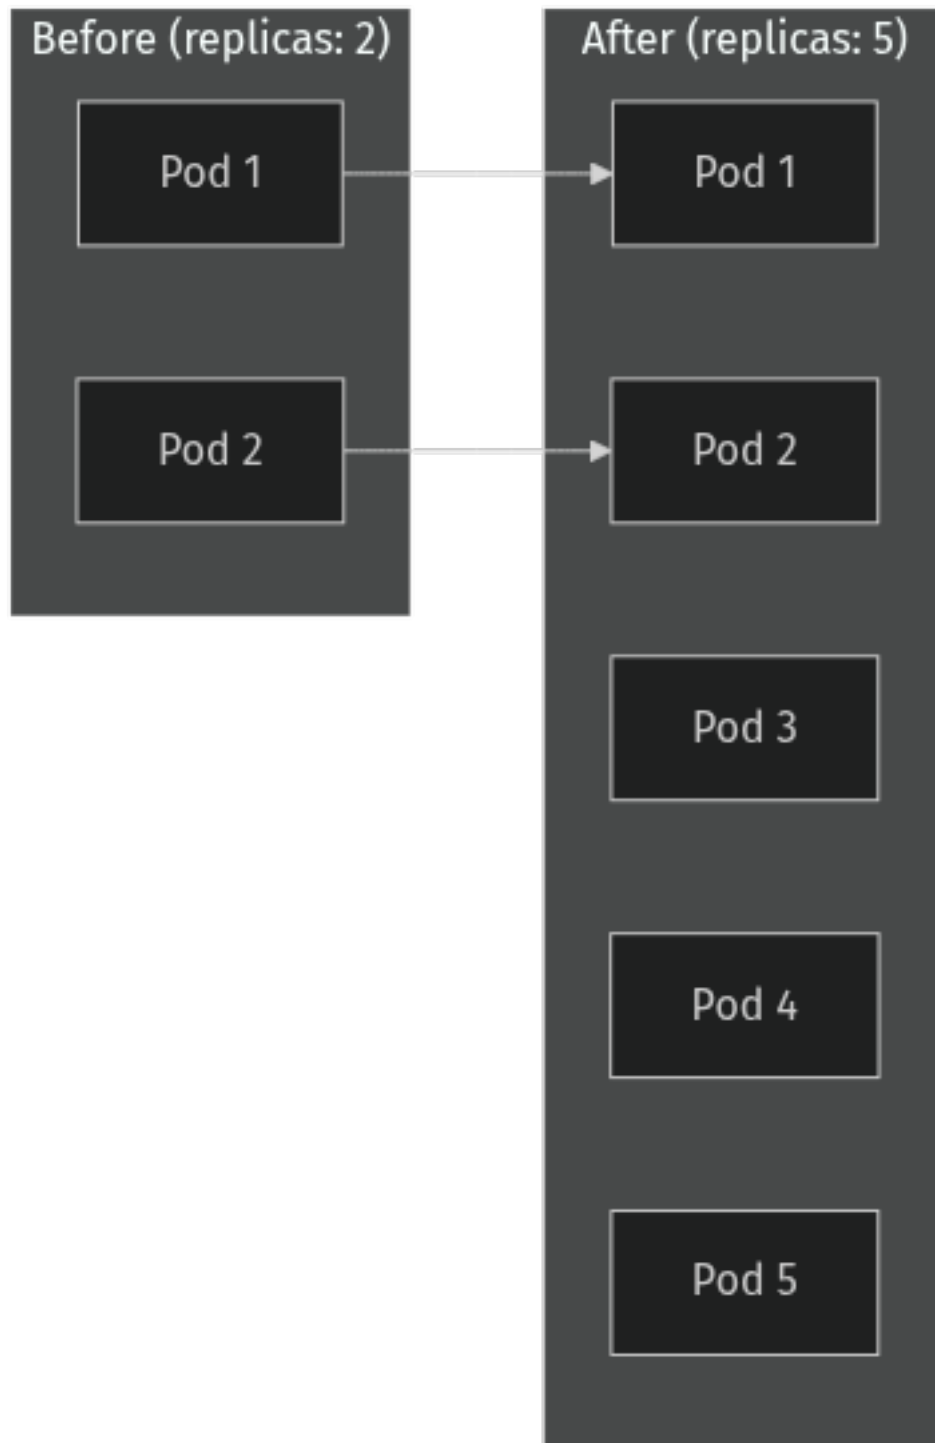 Before (replicas: 2)
Pod 1
Pod 2
After (replicas: 5)
Pod 1
Pod 2
Pod 3
Pod 4
Pod 5